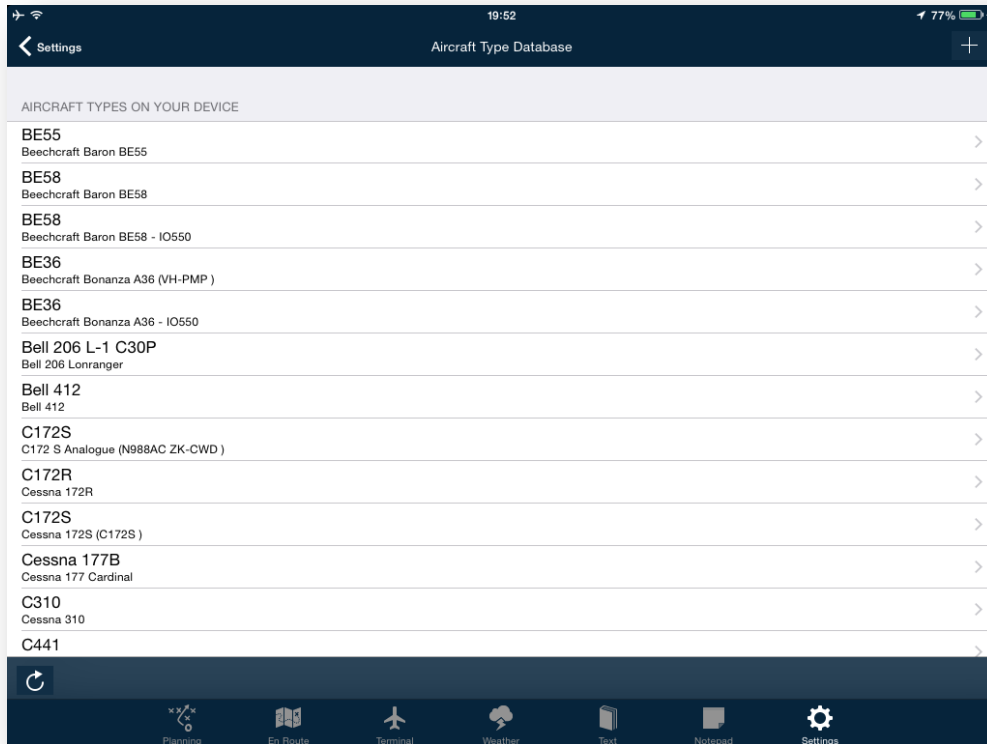 19:52
77%
Settings
Aircraft Type Database
AIRCRAFT TYPES ON YOUR DEVICE
BE55
Beechcraft Baron BE55
BE58
Beechcraft Baron BE58
BE58
Beechcraft Baron BE58 - IO550
BE36
Beechcraft Bonanza A36 (VH-PMP )
BE36
Beechcraft Bonanza A36 - IO550
Bell 206 L-1 C30P
Bell 206 Lonranger
Bell 412
Bell 412
C172S
C172 S Analogue (N988AC ZK-CWD )
C172R
Cessna 172R
C172S
Cessna 172S (C172S )
Cessna 177B
Cessna 177 Cardinal
C310
Cessna 310
C441
Planning
En Route
Terminal
Weather
Text
Notepad
Settings